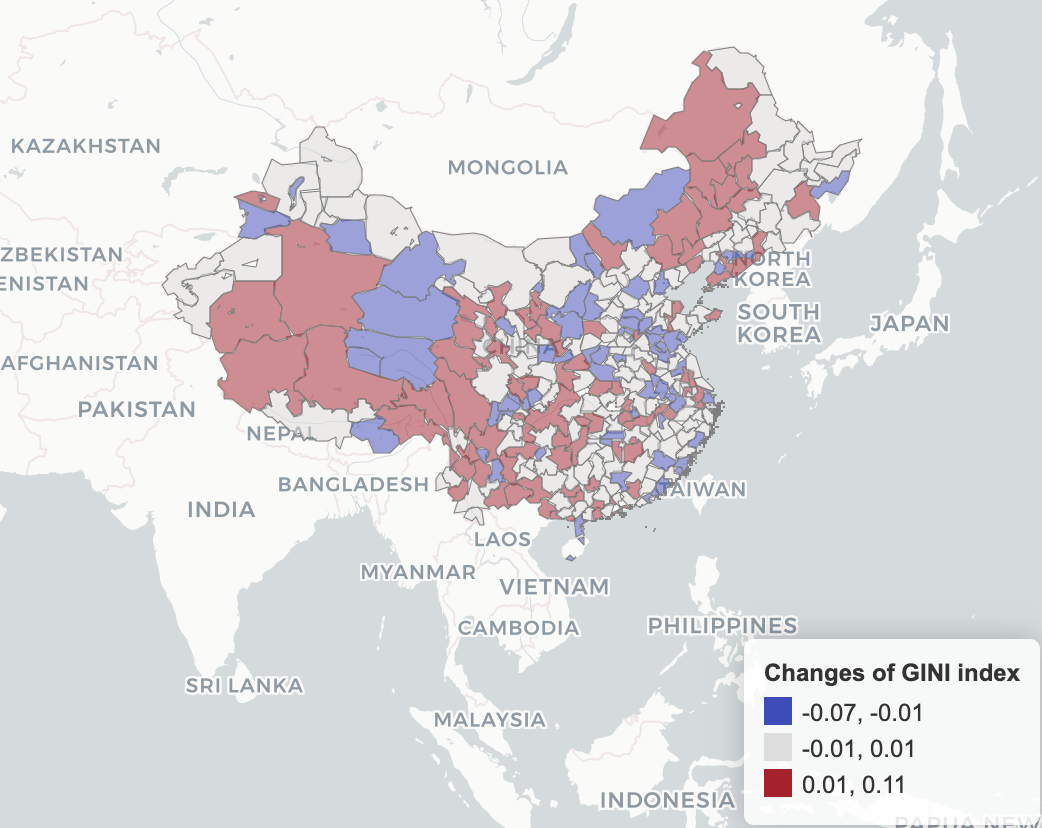 KAZAKHSTAN
MONGOLIA
ZBEKISTAN
ENISTAN
NORTH
KOREA
SOUTH
KOREA
JAPAN
CHINA
AFGHANISTAN
PAKISTAN
NEPAL
BANGLADESH
TAIWAN
INDIA
LAOS
MYANMAR
VIETNAM
CAMBODIA
PHILIPPINES
SRI LANKA
MALAYSIA
INDONESIA
Changes of GINI index
-0.07, -0.01
-0.01, 0.01
0.01, 0.11
PAPUA NEW